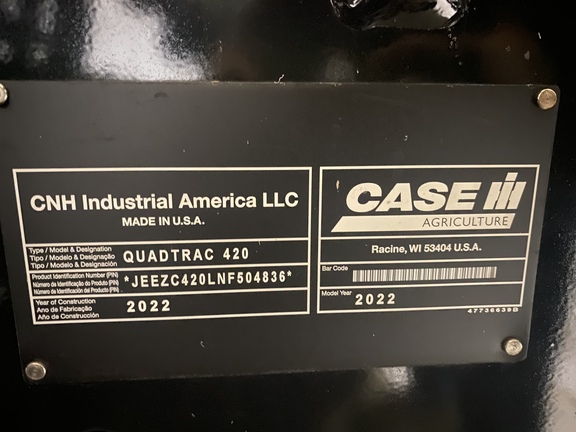 CNH Industrial America LLC
MADE IN U.S.A.
Type / Model & Designation
Tipo / Modelo & Designação
Tipo / Modelo & Designación
QUADTRAC 420
Product Identification Number (PIN)
Número de Identificação do Produto (PIN)
Número de Identificación del Producto (PIN)
*JEEZC420LNF504836*
Year of Construction
Ano de Fabricação
Año de Construcción
2022
CASE IH
AGRICULTURE
Racine, WI 53404 U.S.A.
Bar Code
Model Year
2022
47736639B